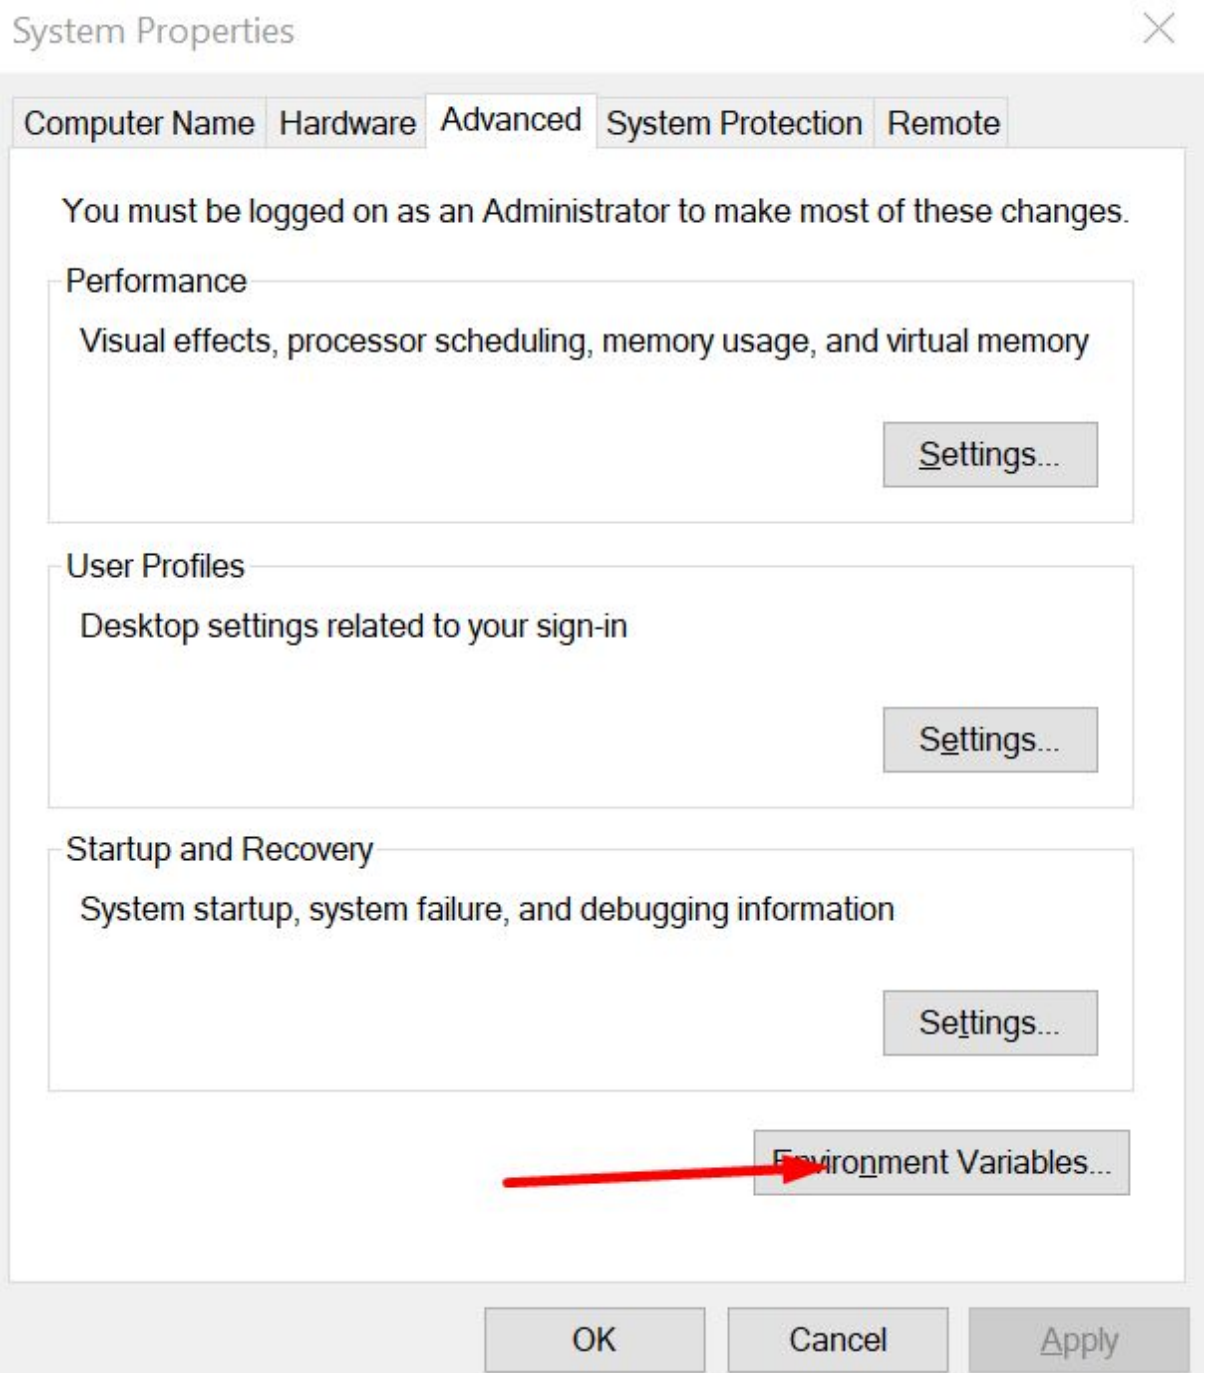 System Properties
Computer Name Hardware Advanced System Protection Remote
You must be logged on as an Administrator to make most of these changes.
Performance
Visual effects, processor scheduling, memory usage, and virtual memory
Settings...
User Profiles
Desktop settings related to your sign-in
Settings...
Startup and Recovery
System startup, system failure, and debugging information
Settings...
Environment Variables...
OK Cancel Apply